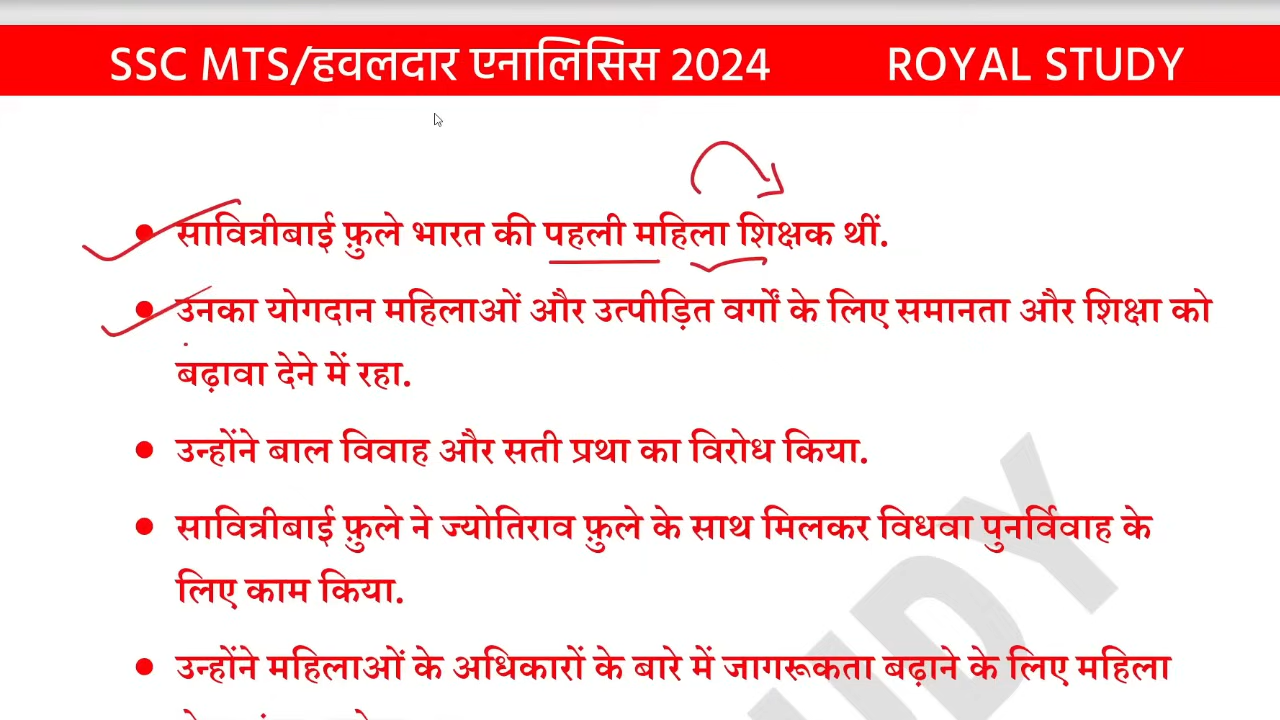 SSC MTS/हवलदार एनालिसिस 2024 ROYAL STUDY
• सावित्रीबाई फ़ुले भारत की पहली महिला शिक्षक थीं.
• उनका योगदान महिलाओं और उत्पीड़ित वर्गों के लिए समानता और शिक्षा को
बढ़ावा देने में रहा.
• उन्होंने बाल विवाह और सती प्रथा का विरोध किया.
• सावित्रीबाई फ़ुले ने ज्योतिराव फ़ुले के साथ मिलकर विधवा पुनर्विवाह के
लिए काम किया.
• उन्होंने महिलाओं के अधिकारों के बारे में जागरूकता बढ़ाने के लिए महिला